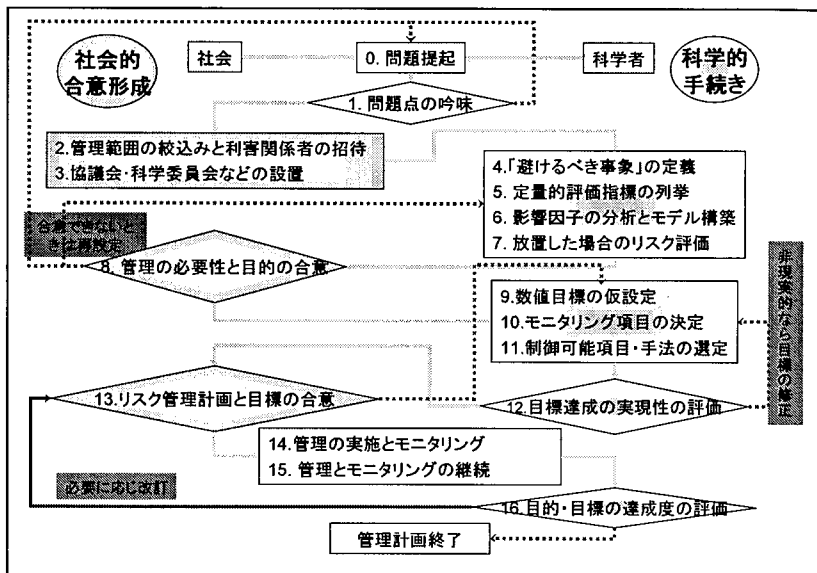 社会的
合意形成
社会
0. 問題提起
科学者
科学的
手続き
1. 問題点の吟味
2. 管理範囲の絞込みと利害関係者の招待
3. 協議会・科学委員会などの設置
4.「避けるべき事象」の定義
5. 定量的評価指標の列挙
6. 影響因子の分析とモデル構築
7. 放置した場合のリスク評価
合意できないと
きは再設定
8. 管理の必要性と目的の合意
9.数値目標の仮設定
10.モニタリング項目の決定
11.制御可能項目・手法の選定
非現実的なら目標の修正
13.リスク管理計画と目標の合意
12.目標達成の実現性の評価
14.管理の実施とモニタリング
15. 管理とモニタリングの継続
必要に応じ改訂
16.目的・目標の達成度の評価
管理計画終了